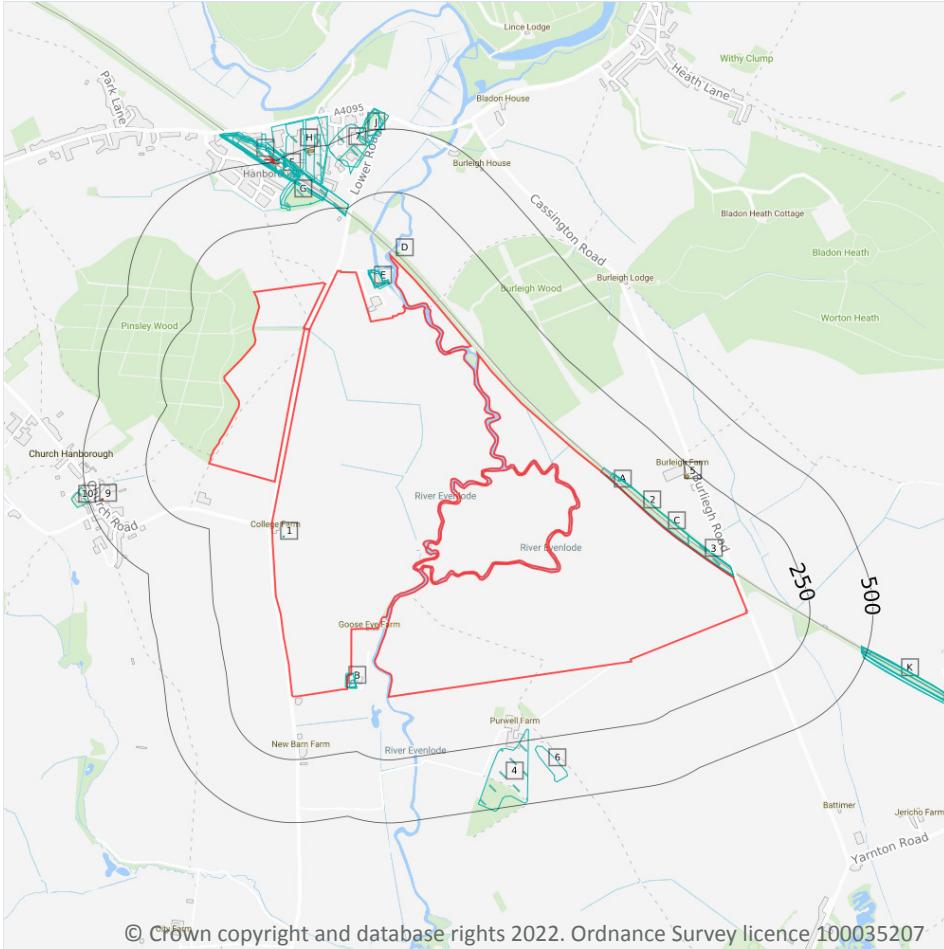 Lince Lodge
Withy Clump
Heath Lane
Park Lane
Bladon House
A4095
J
7
H
F
Hanborough
G
Lower Road
Burleigh House
Cassington Road
Bladon Heath Cottage
Bladon Heath
D
E
Burleigh Lodge
Burleigh Wood
Worton Heath
Pinsley Wood
Church Hanborough
10
9
Church Road
Burleigh Farm
5
A
2
C
3
Burliegh Road
River Evenlode
River Evenlode
College Farm
1
250
500
Goose Eye Farm
B
K
Purwell Farm
New Barn Farm
River Evenlode
4
6
Battimer
Jericho Farm
Yarnton Road
City Farm
© Crown copyright and database rights 2022. Ordnance Survey licence 100035207